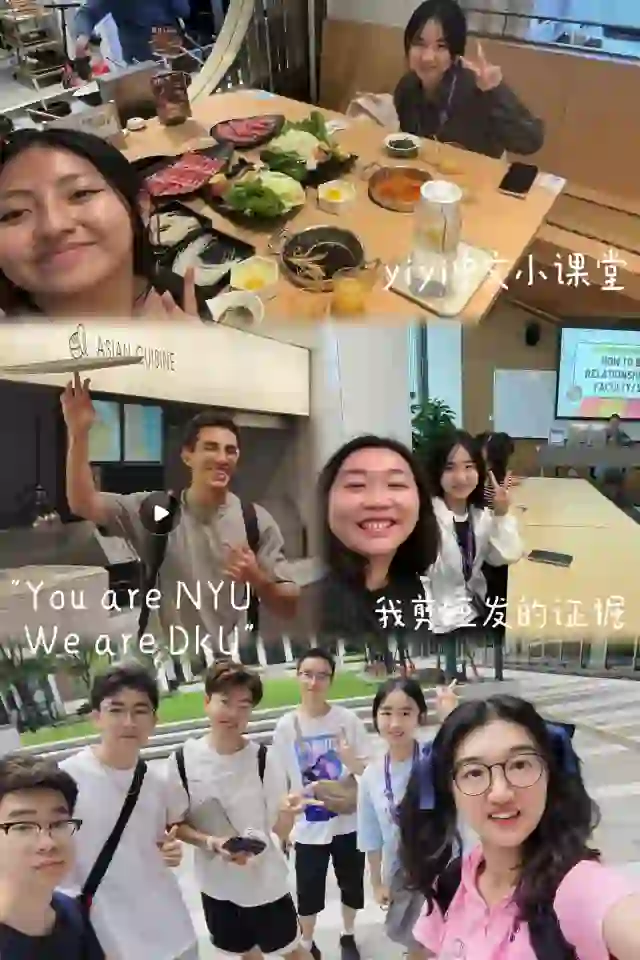 yiyi中文小课堂
ASIAN CUISINE
HOW TO B
RELATIONSHI
FACULTY/
"You are NYU
We are DkU"
我剪短发的证据